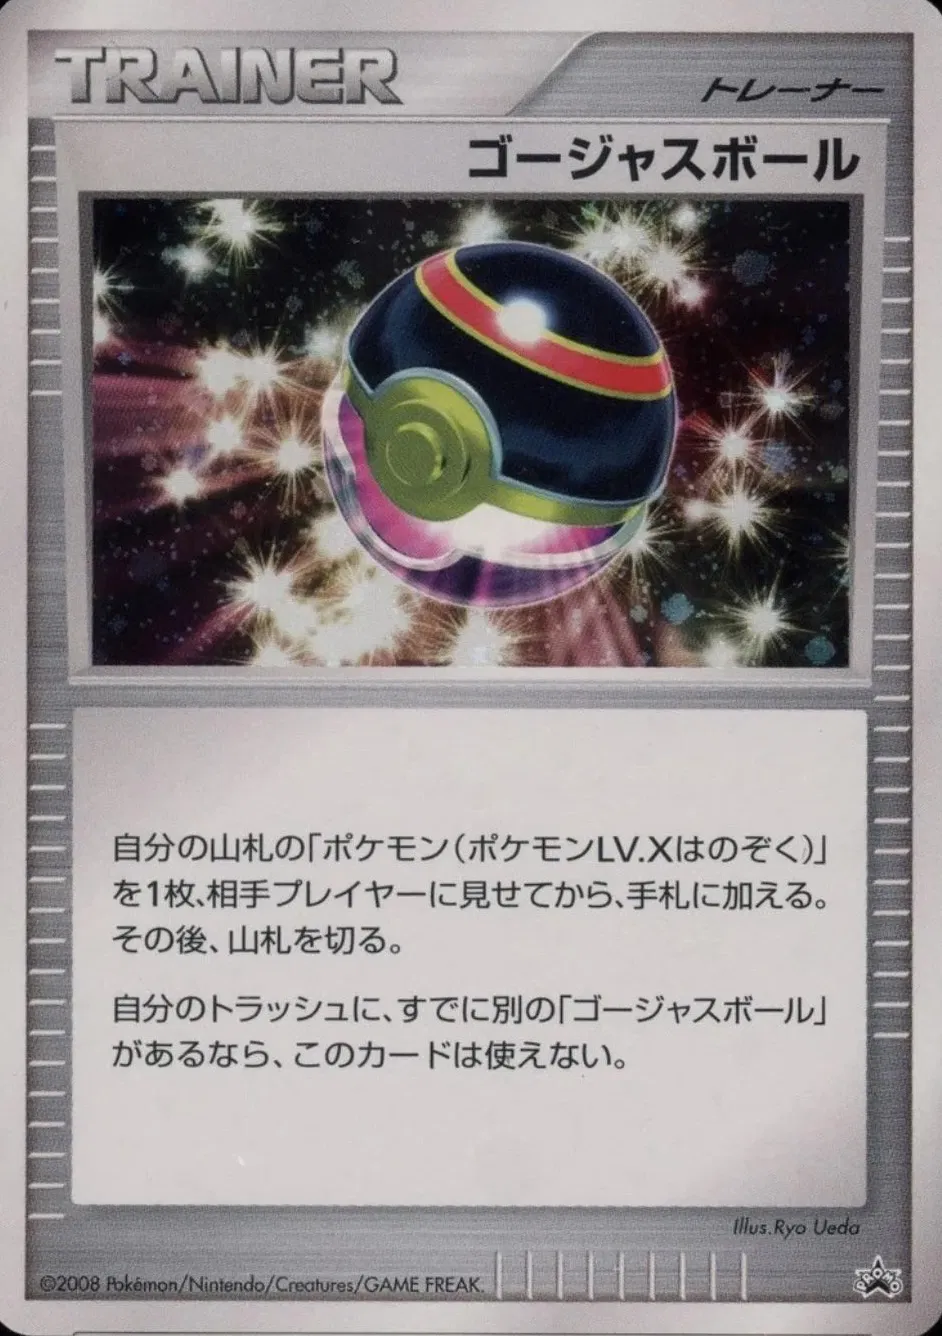 TRAINER
トレーナー
ゴージャスボール
自分の山札の「ポケモン(ポケモンLV.Xはのぞく)」
を1枚、相手プレイヤーに見せてから、手札に加える。
その後、山札を切る。
自分のトラッシュに、すでに別の「ゴージャスボール」
があるなら、このカードは使えない。
Illus.Ryo Ueda
©2008 Pokémon/Nintendo/Creatures/GAME FREAK.
PROMO